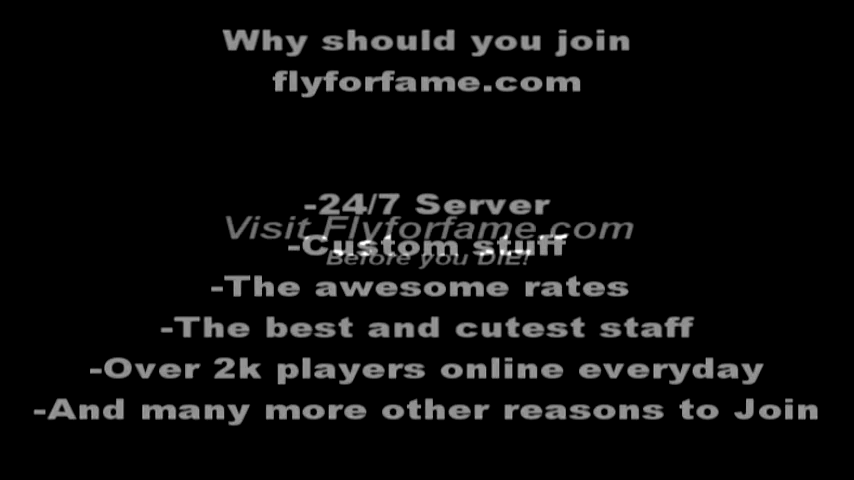 Why should you join
flyforfame.com
-24/7 Server
Visit Flyforfame.com
-Custom stuff
Before you DIE!
-The awesome rates
-The best and cutest staff
-Over 2k players online everyday
-And many more other reasons to Join